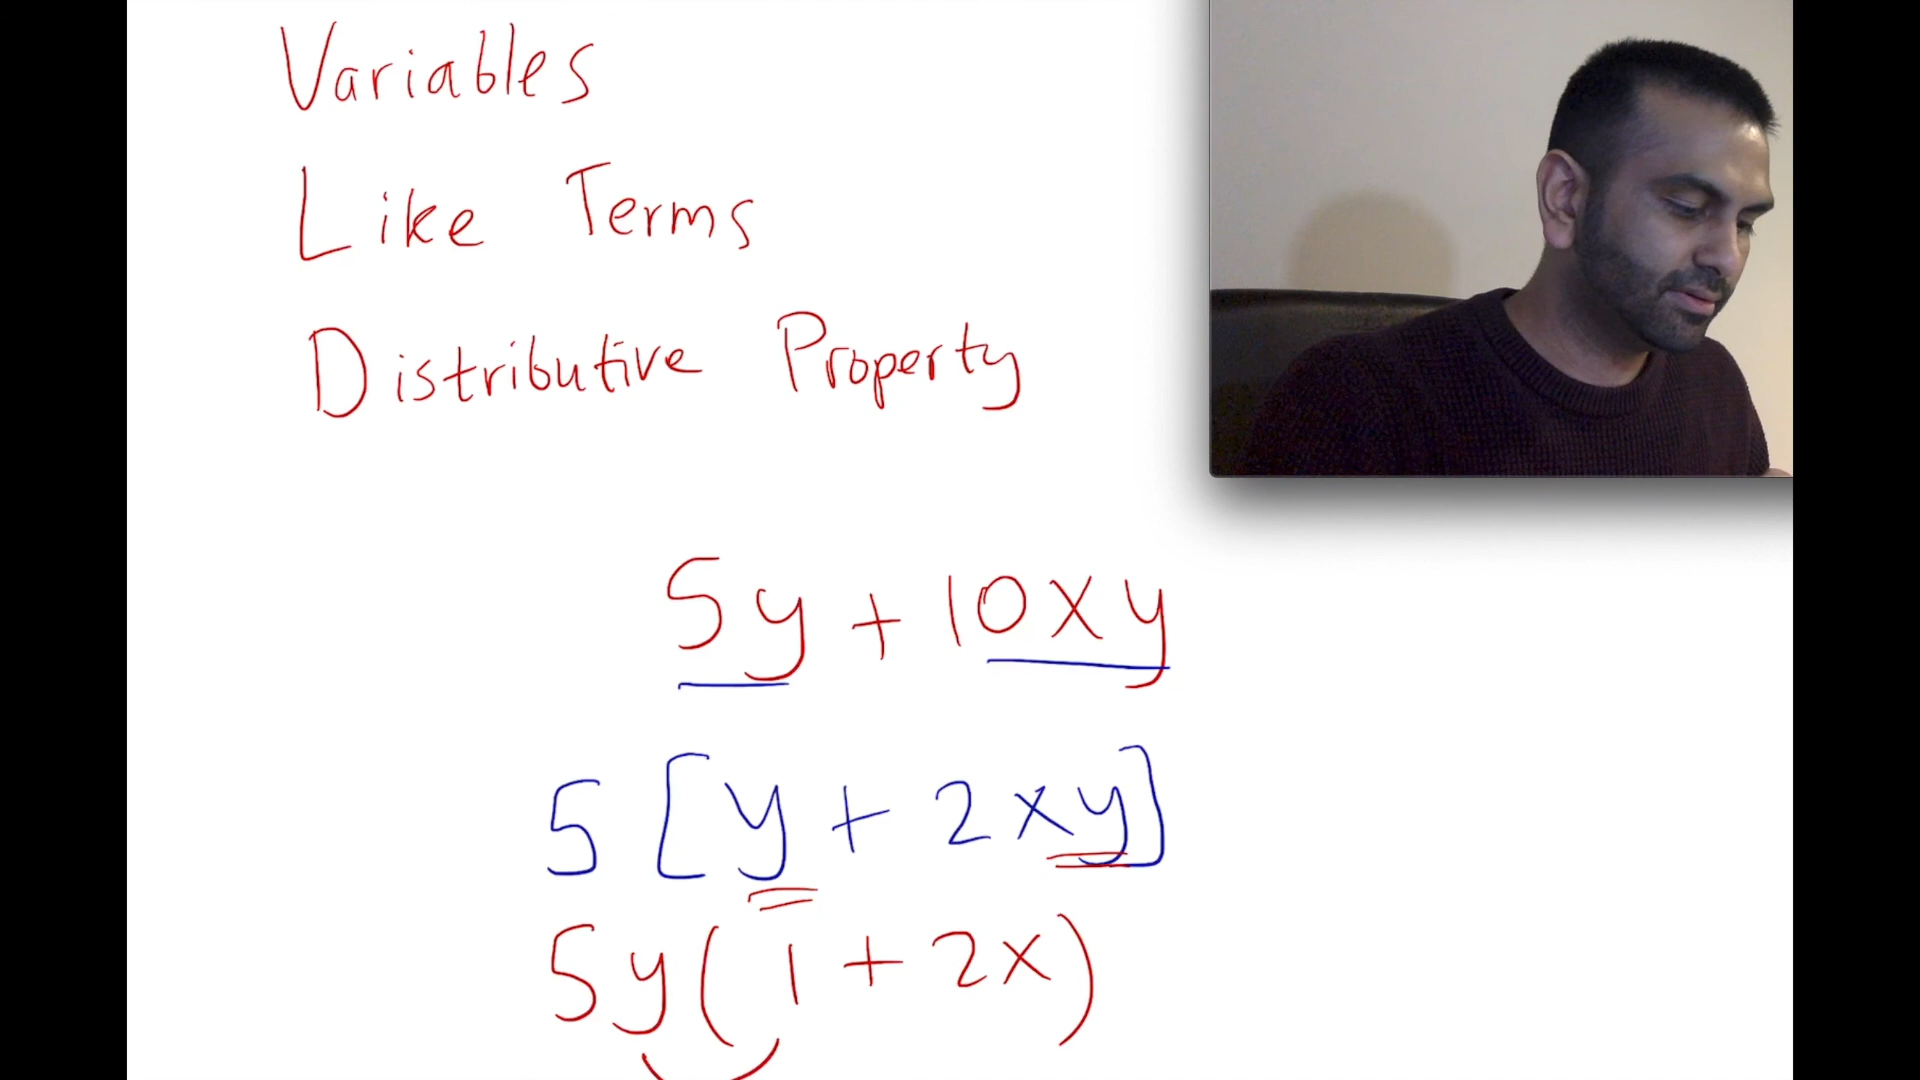 Variables
Like Terms
Distributive Property
5y + 10xy
5 [y + 2xy]
5y(1 + 2x)